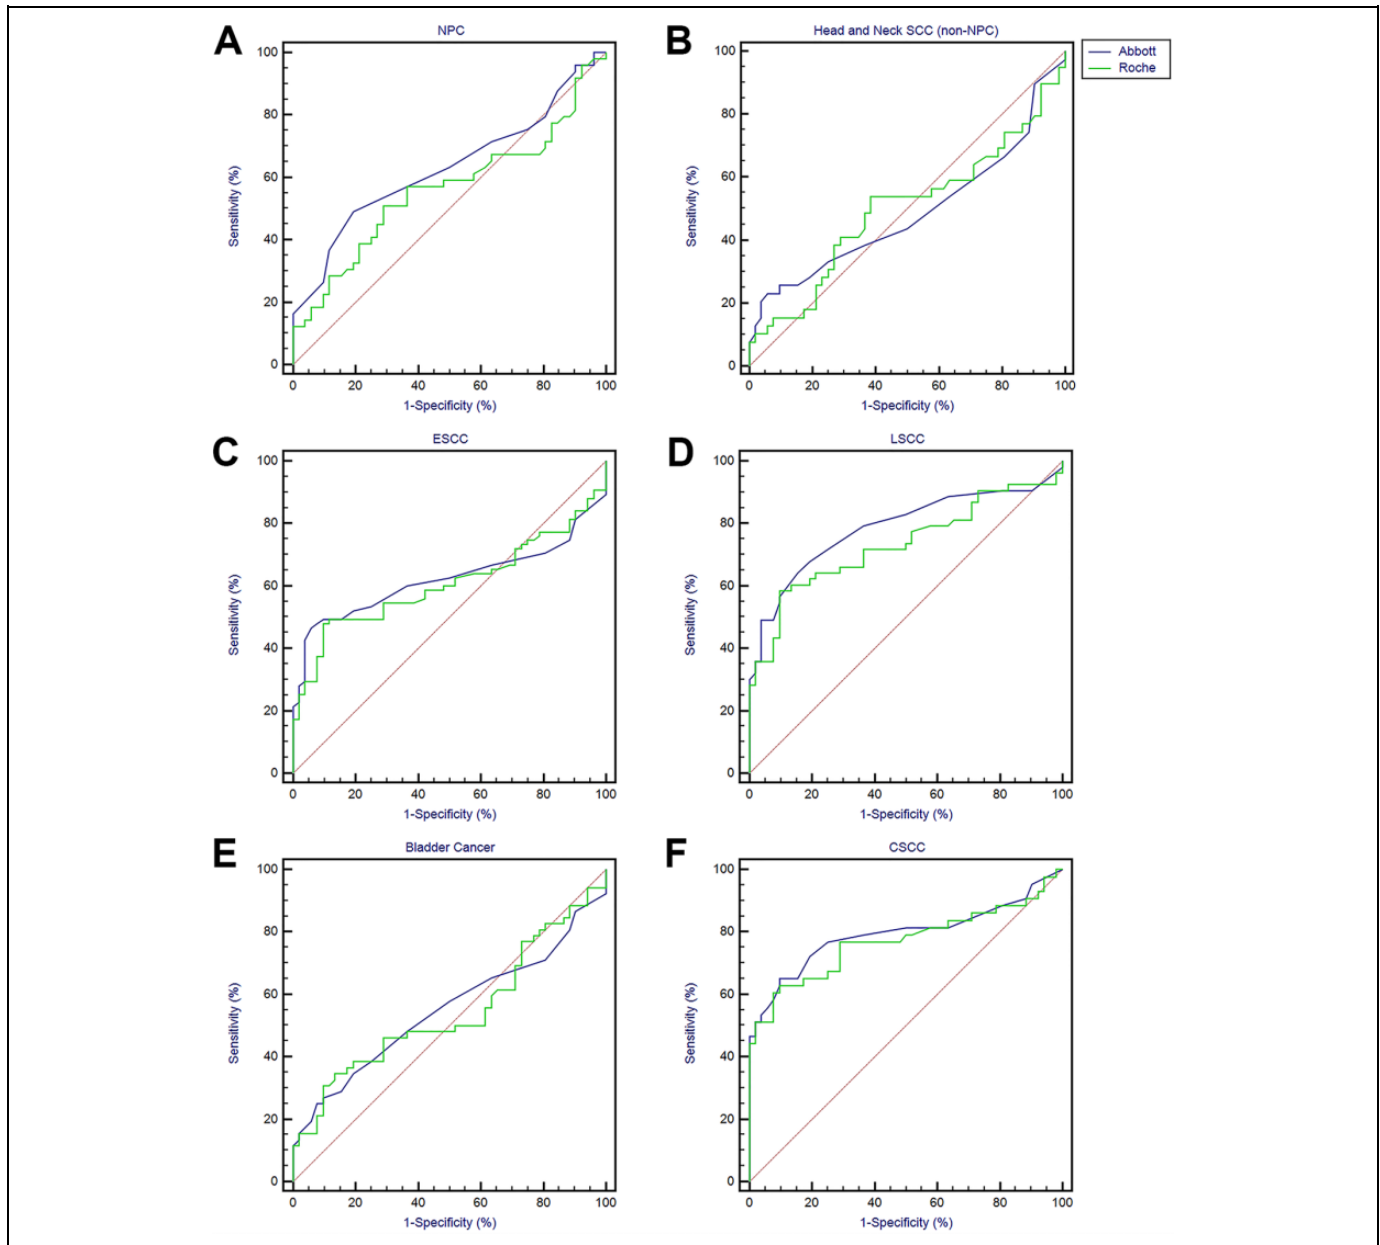 A
NPC
100
80
60
40
20
0
Sensitivity (%)
0 20 40 60 80 100
1-Specificity (%)
B
Head and Neck SCC (non-NPC)
100
80
60
40
20
0
Sensitivity (%)
0 20 40 60 80 100
1-Specificity (%)
Abbott
Roche
C
ESCC
100
80
60
40
20
0
Sensitivity (%)
0 20 40 60 80 100
1-Specificity (%)
D
LSCC
100
80
60
40
20
0
Sensitivity (%)
0 20 40 60 80 100
1-Specificity (%)
E
Bladder Cancer
100
80
60
40
20
0
Sensitivity (%)
0 20 40 60 80 100
1-Specificity (%)
F
CSCC
100
80
60
40
20
0
Sensitivity (%)
0 20 40 60 80 100
1-Specificity (%)